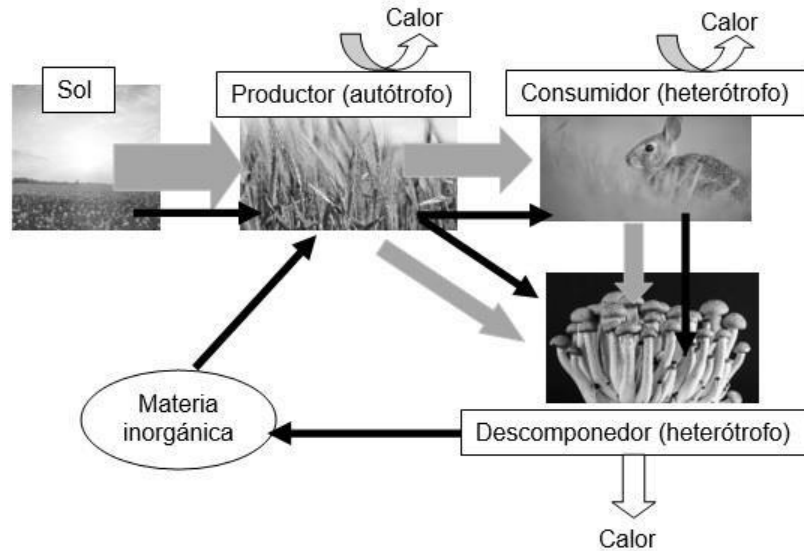 Calor
Calor
Sol
Productor (autótrofo)
Consumidor (heterótrofo)
Materia
inorgánica
Descomponedor (heterótrofo)
Calor